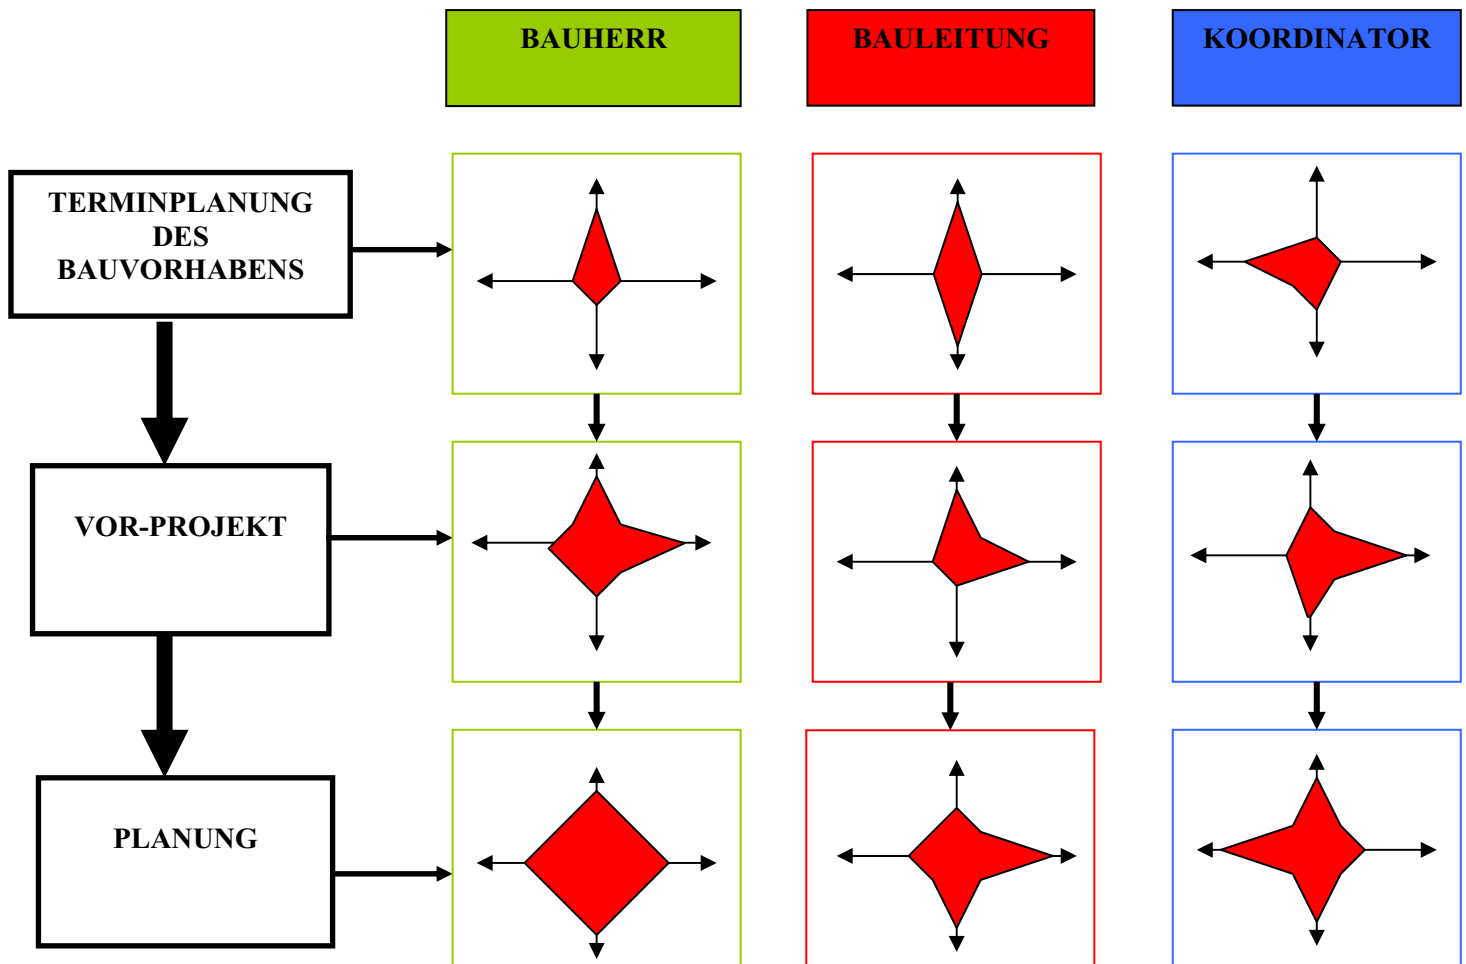 BAUHERR
BAULEITUNG
KOORDINATOR
TERMINPLANUNG
DES
BAUVORHABENS
VOR-PROJEKT
PLANUNG